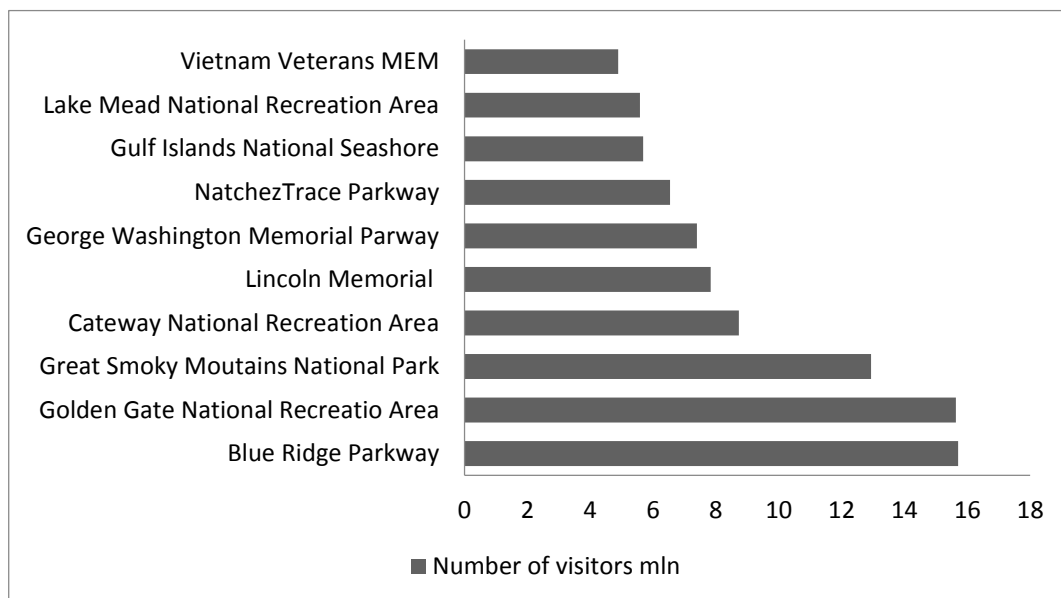 Vietnam Veterans MEM
Lake Mead National Recreation Area
Gulf Islands National Seashore
NatchezTrace Parkway
George Washington Memorial Parway
Lincoln Memorial
Cateway National Recreation Area
Great Smoky Moutains National Park
Golden Gate National Recreatio Area
Blue Ridge Parkway
0 2 4 6 8 10 12 14 16 18
Number of visitors mln